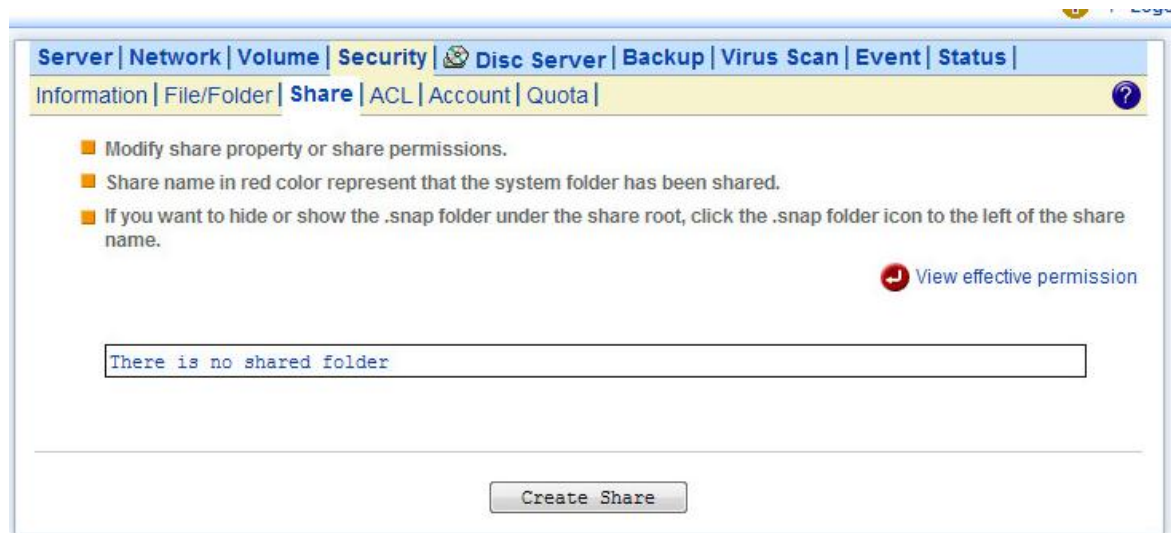 Server | Network | Volume | Security | Disc Server | Backup | Virus Scan | Event | Status |
Information | File/Folder | Share | ACL | Account | Quota |
?
Modify share property or share permissions.
Share name in red color represent that the system folder has been shared.
If you want to hide or show the .snap folder under the share root, click the .snap folder icon to the left of the share
name.
View effective permission
There is no shared folder
Create Share